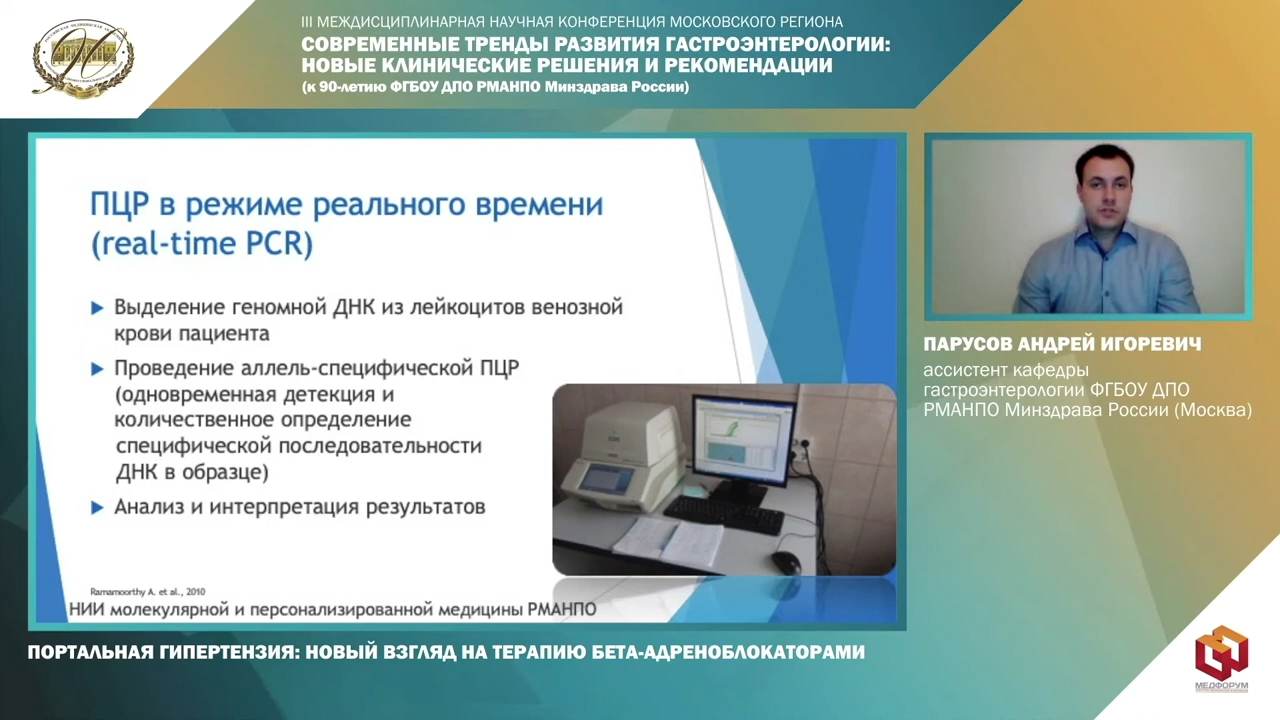 III МЕЖДИСЦИПЛИНАРНАЯ НАУЧНАЯ КОНФЕРЕНЦИЯ МОСКОВСКОГО РЕГИОНА
СОВРЕМЕННЫЕ ТРЕНДЫ РАЗВИТИЯ ГАСТРОЭНТЕРОЛОГИИ:
НОВЫЕ КЛИНИЧЕСКИЕ РЕШЕНИЯ И РЕКОМЕНДАЦИИ
(к 90-летию ФГБОУ ДПО РМАНПО Минздрава России)
ПЦР в режиме реального времени
(real-time PCR)
Выделение геномной ДНК из лейкоцитов венозной
крови пациента
Проведение аллель-специфической ПЦР
(одновременная детекция и
количественное определение
специфической последовательности
ДНК в образце)
Анализ и интерпретация результатов
Ramamoorthy A. et al., 2010
НИИ молекулярной и персонализированной медицины РМАНПО
ПАРУСОВ АНДРЕЙ ИГОРЕВИЧ
ассистент кафедры
гастроэнтерологии ФГБОУ ДПО
РМАНПО Минздрава России (Москва)
ПОРТАЛЬНАЯ ГИПЕРТЕНЗИЯ: НОВЫЙ ВЗГЛЯД НА ТЕРАПИЮ БЕТА-АДРЕНОБЛОКАТОРАМИ
МЕДФОРУМ